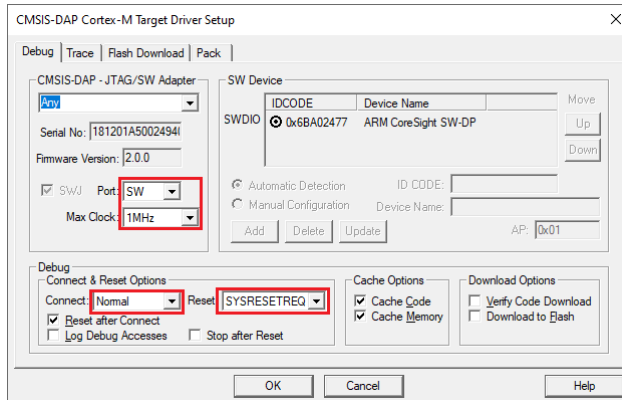 CMSIS-DAP Cortex-M Target Driver Setup
Debug Trace Flash Download Pack
CMSIS-DAP - JTAG/SW Adapter
Any
Serial No: 181201A5002494
Firmware Version: 2.0.0
SWJ Port: SW
Max Clock: 1MHz
SW Device
IDCODE Device Name
SWDIO 0x6BA02477 ARM CoreSight SW-DP
Move
Up
Down
Automatic Detection ID CODE:
Manual Configuration Device Name:
Add Delete Update AP: 0x01
Debug
Connect & Reset Options
Connect: Normal Reset: SYSRESETREQ
Reset after Connect
Log Debug Accesses Stop after Reset
Cache Options
Cache Code
Cache Memory
Download Options
Verify Code Download
Download to Flash
OK Cancel Help